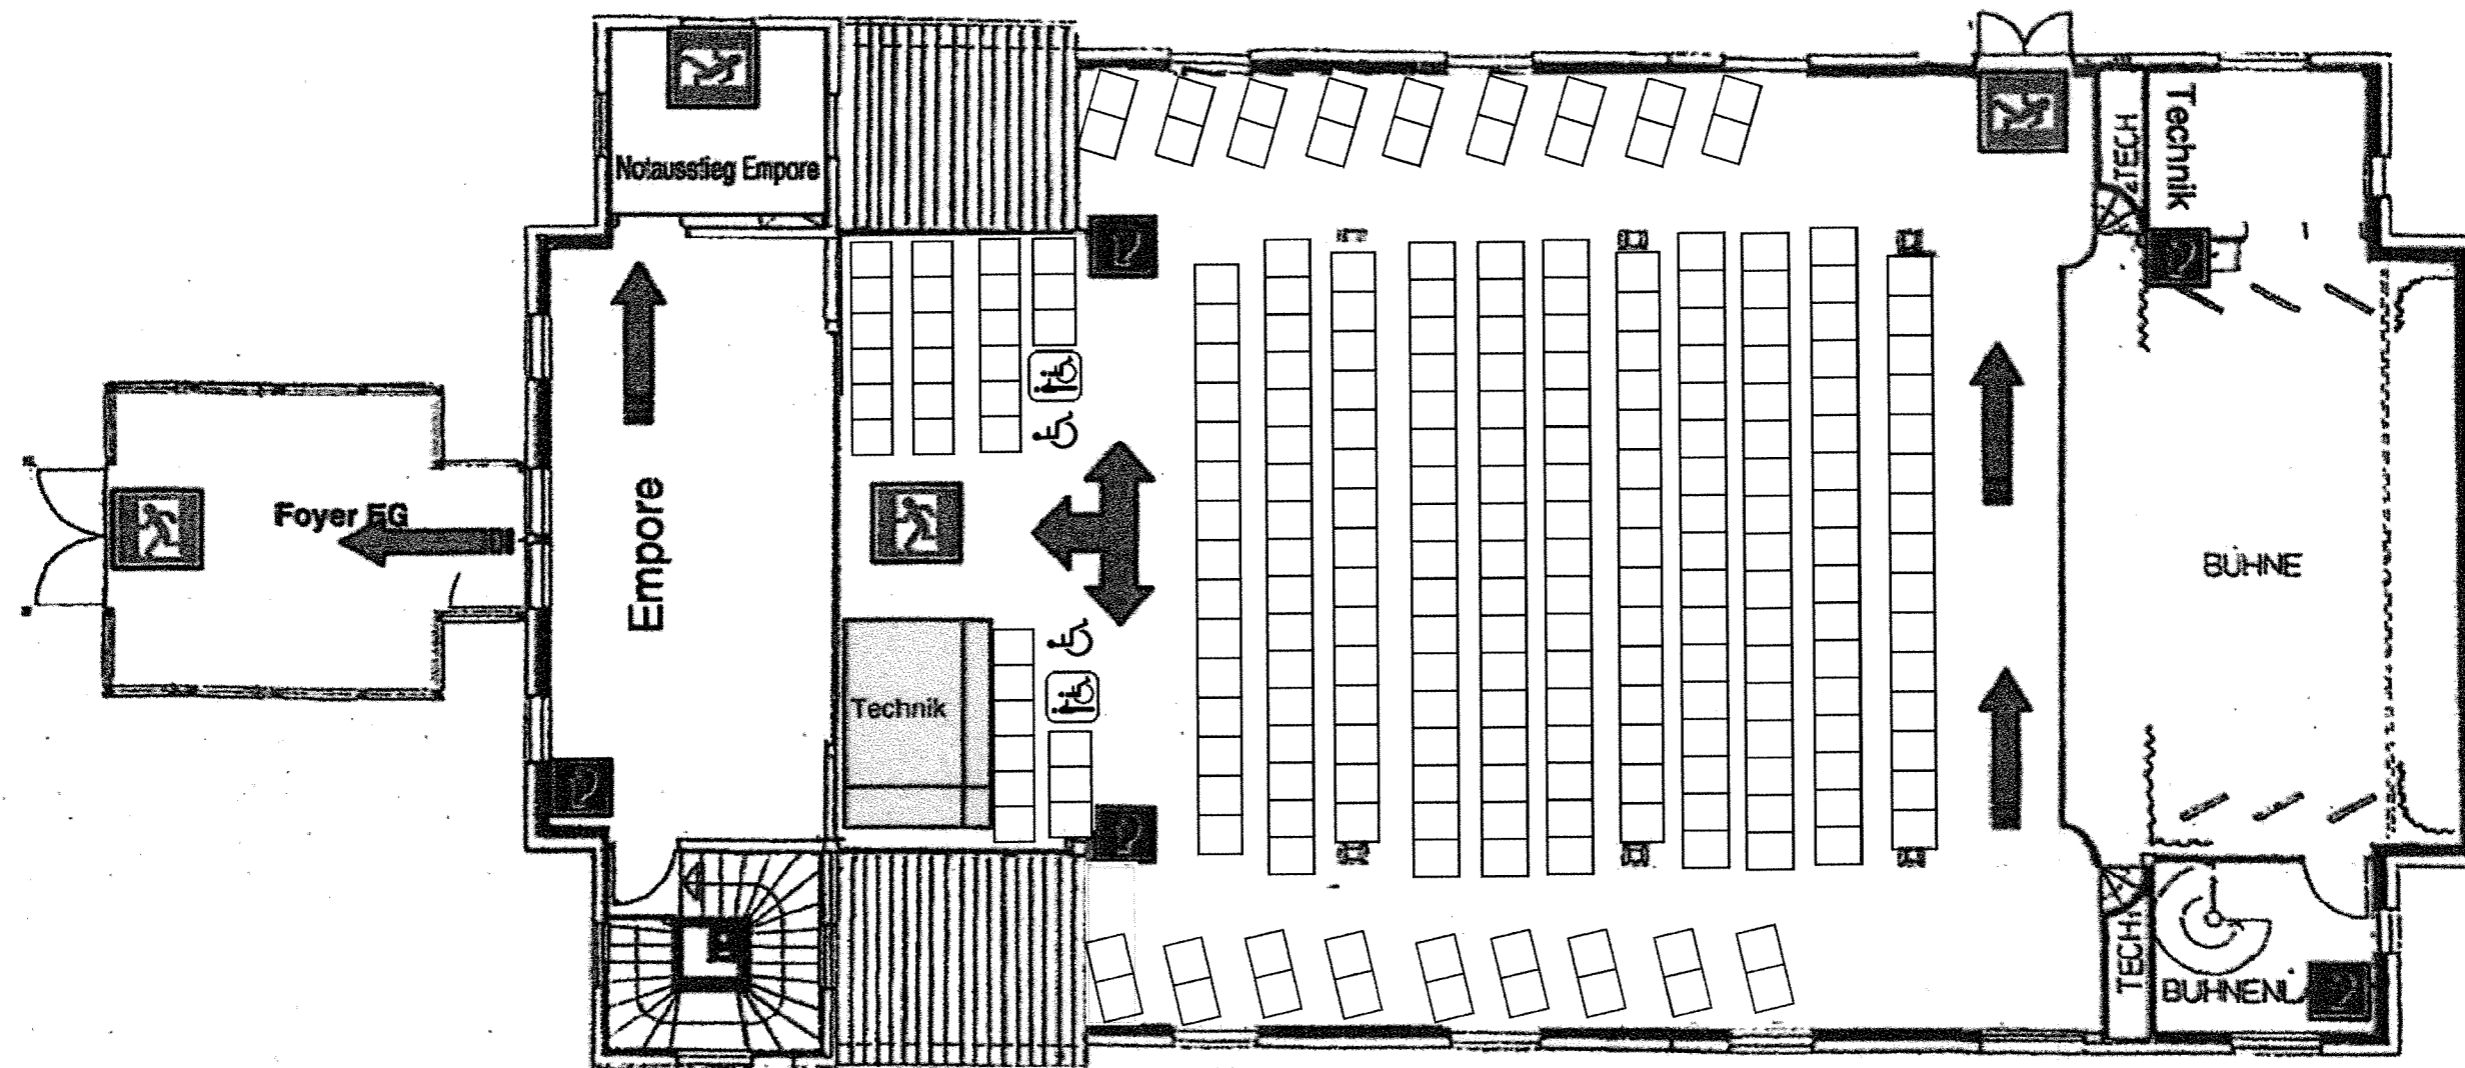 Notausstieg Empore
TECH
Technik
Foyer EG
Empore
BÜHNE
Technik
TECH
BÜHNENL